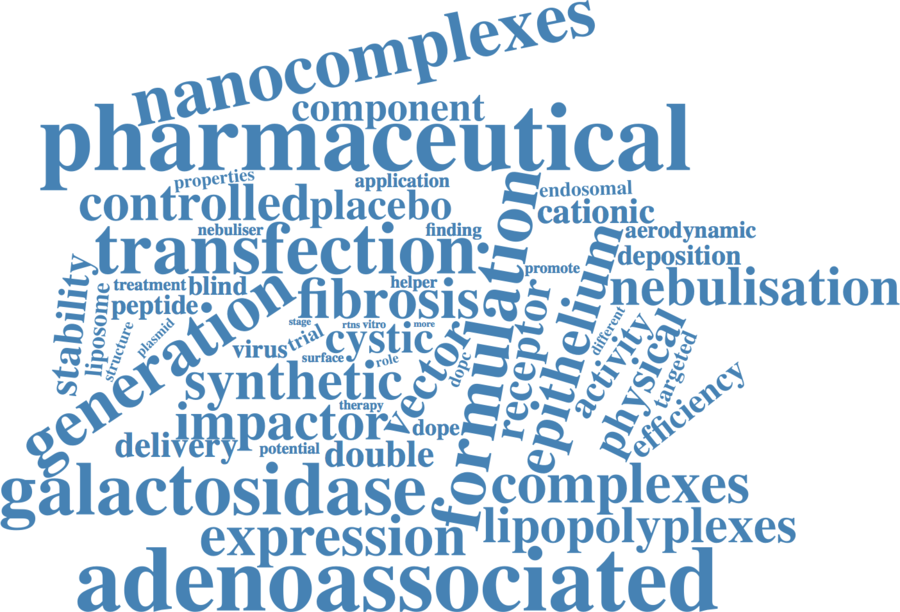 nanocomplexes
component
pharmaceutical
properties
application
controlled
placebo
endosomal
cationic
nebuliser
finding
aerodynamic
transfection
deposition
formulation
epithelium
promote
nebulisation
stability
treatment
blind
helper
liposome
peptide
generation
fibrosis
receptor
structure
plasmid
stage
rtns
vitro
more
different
activity
physical
virus
trial
cystic
vector
surface
role
dopc
targeted
efficiency
synthetic
therapy
impactor
dope
delivery
potential
double
galactosidase
complexes
expression
lipopolyplexes
adenoassociated